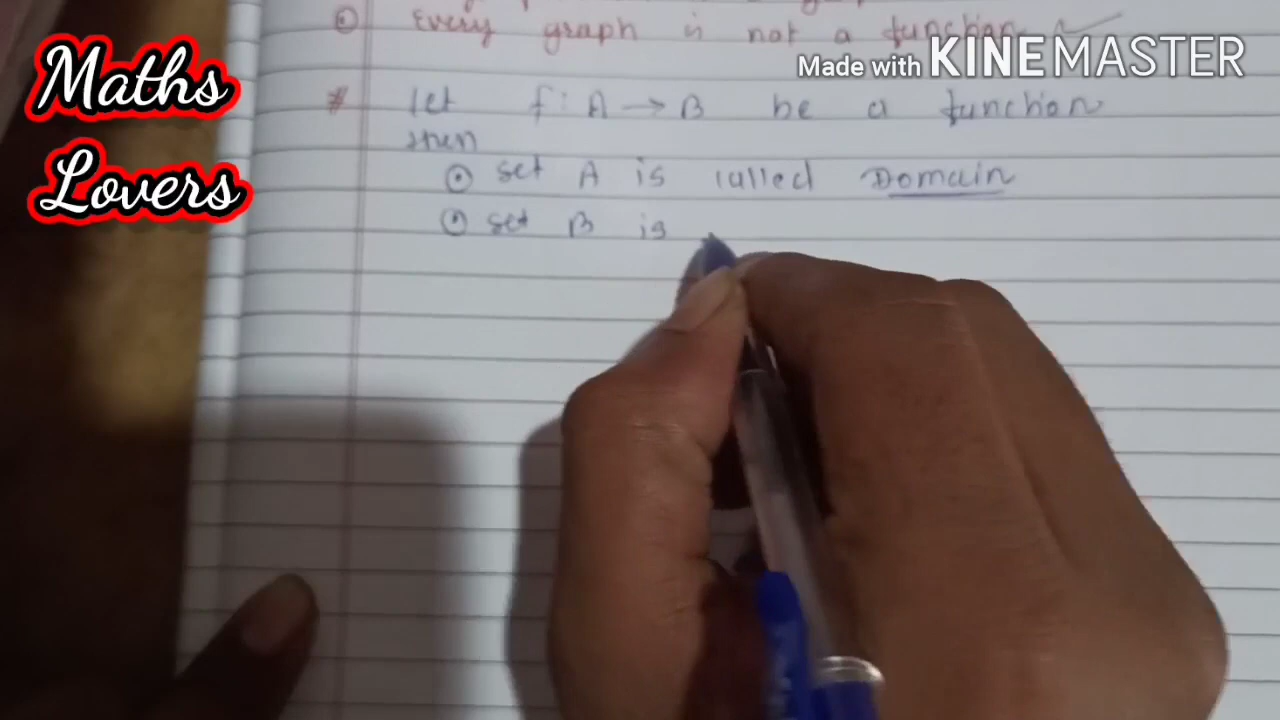 Every graph is not a function
Made with KINEMASTER
Maths
Lovers
# let f: A → B be a function
then
set A is called Domain
set B is